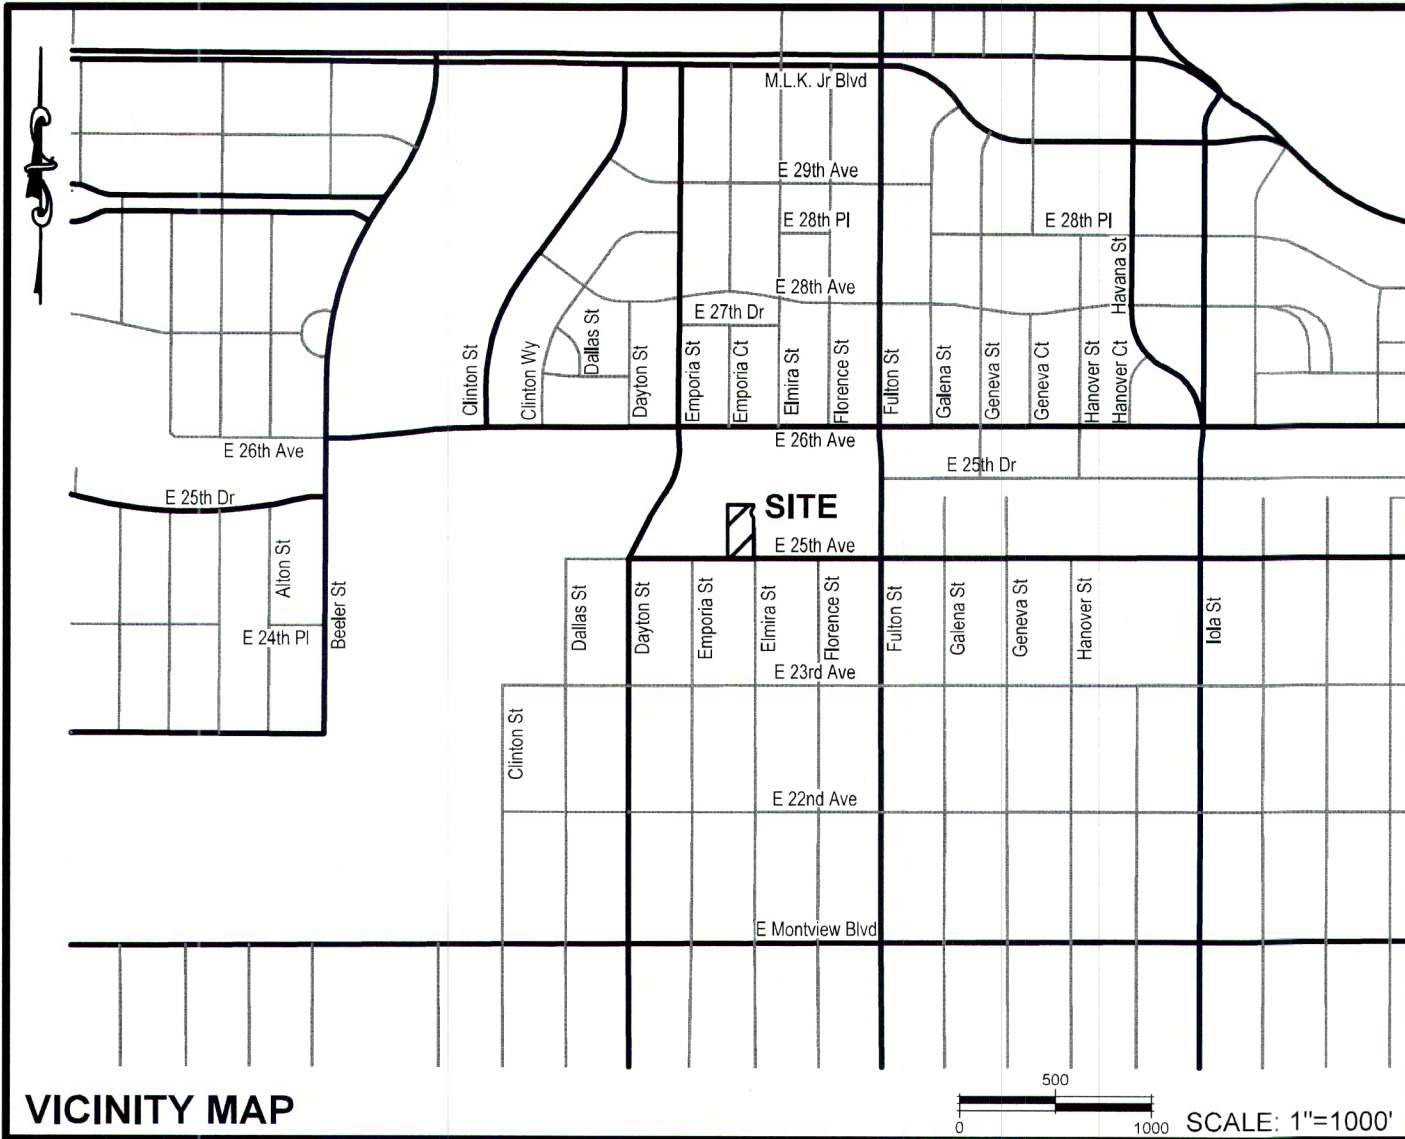 M.L.K. Jr Blvd
E 29th Ave
E 28th Pl
E 28th Pl
Havana St
E 28th Ave
E 27th Dr
Clinton St
Clinton Wy
Dallas St
Dayton St
Emporia St
Emporia Ct
Elmira St
Florence St
Fulton St
Galena St
Geneva St
Geneva Ct
Hanover St
Hanover Ct
E 26th Ave
E 26th Ave
E 25th Dr
E 25th Dr
SITE
E 25th Ave
Alton St
Beeler St
E 24th Pl
Dallas St
Dayton St
Emporia St
Elmira St
Florence St
Fulton St
Galena St
Geneva St
Hanover St
Iola St
E 23rd Ave
Clinton St
E 22nd Ave
E Montview Blvd
VICINITY MAP
500
0
1000
SCALE: 1"=1000'